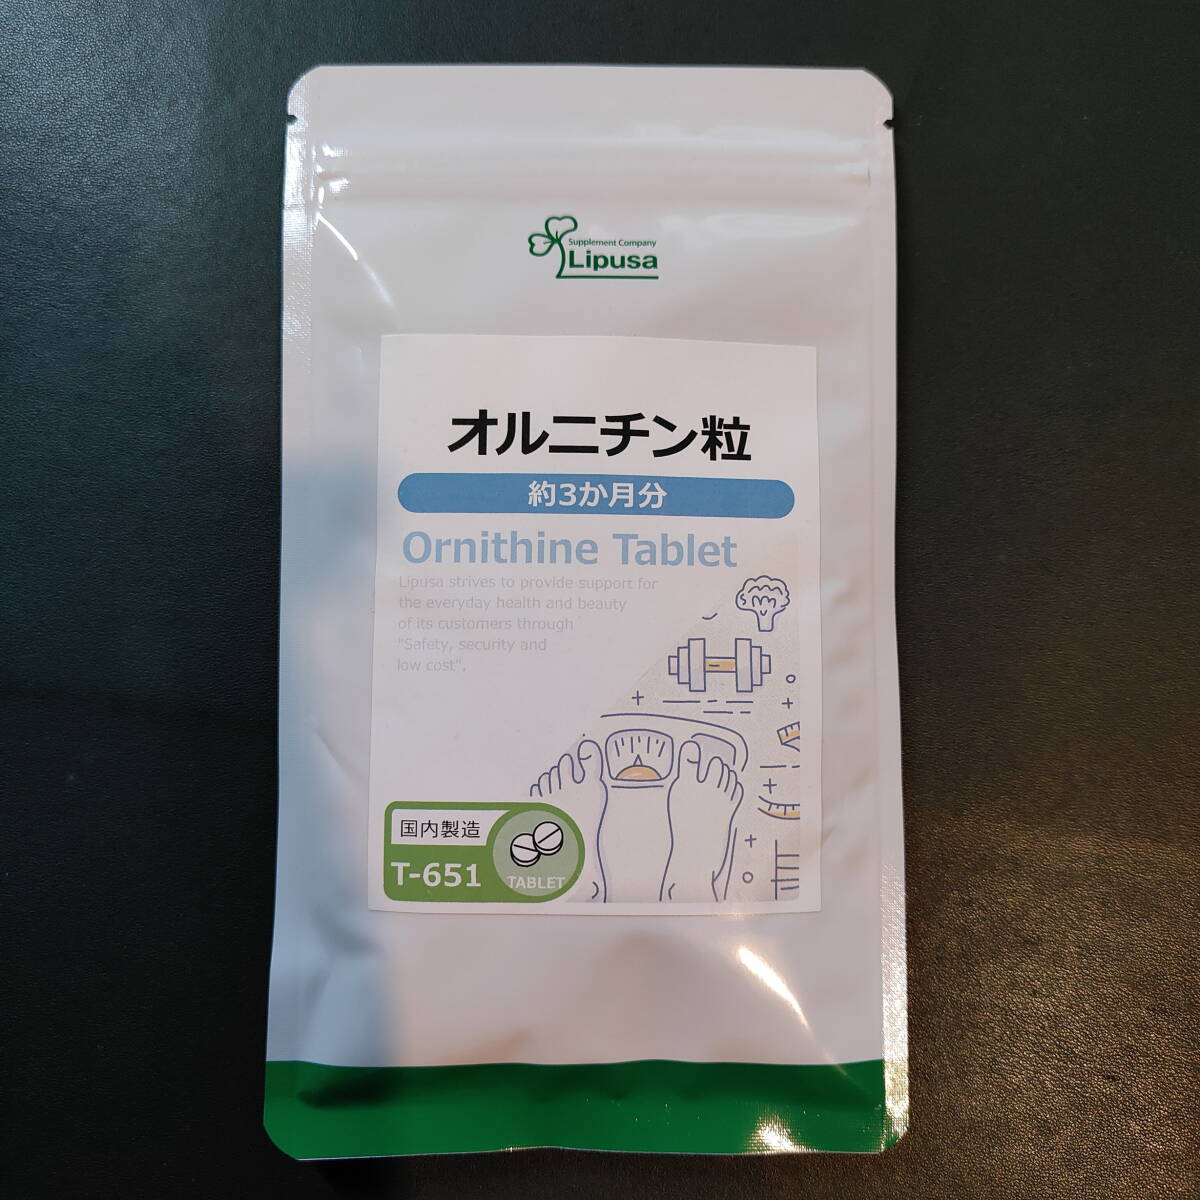 Supplement Company
Lipusa
オルニチン粒
約3か月分
Ornithine Tablet
Lipusa strives to provide support for
the everyday health and beauty
of its customers through
"Safety, security and
low cost".
国内製造
T-651
TABLET